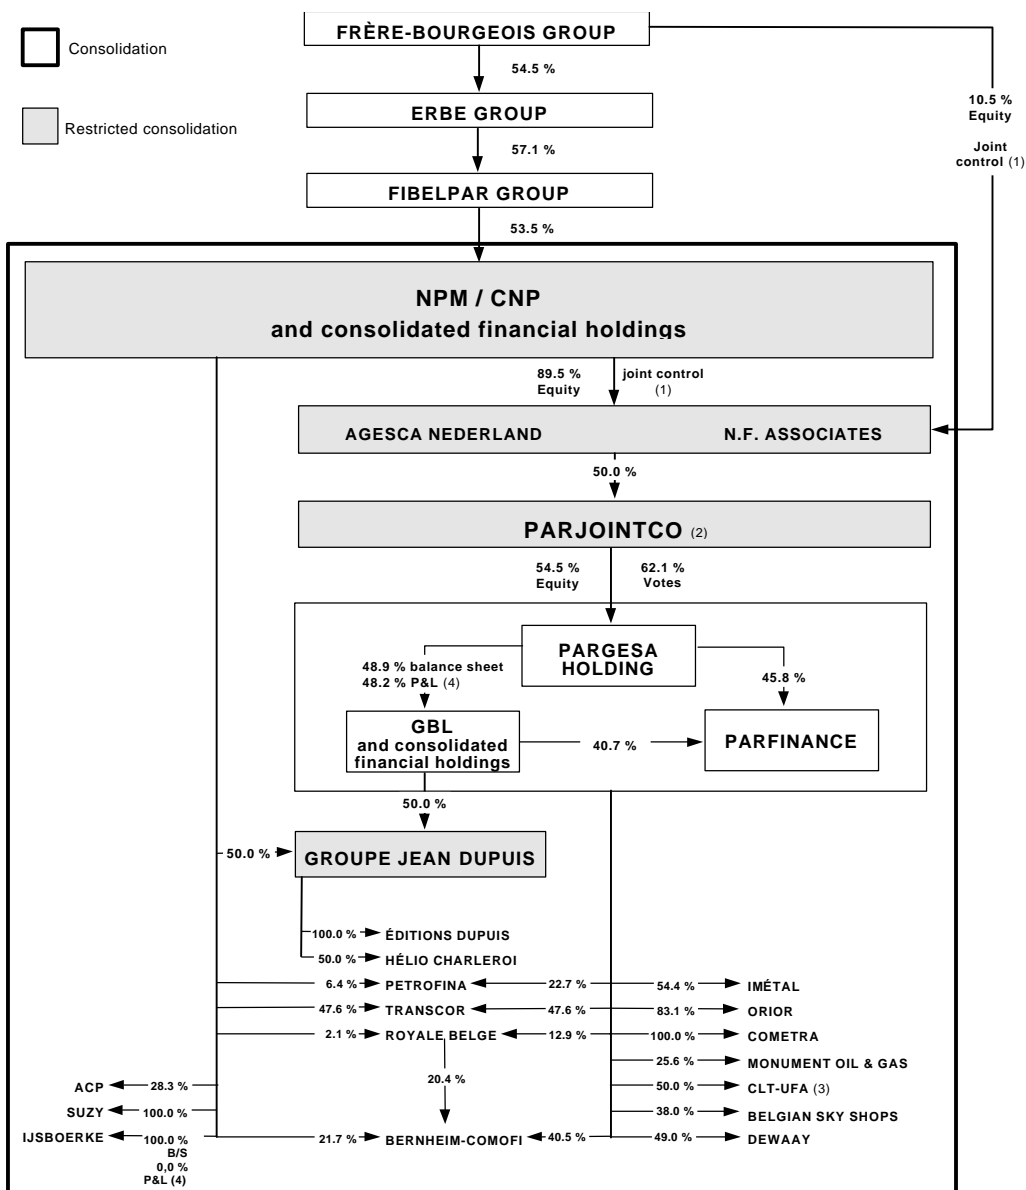 FRÈRE-BOURGEOIS GROUP
Consolidation
54.5 %
10.5 %
Equity
Joint
control (1)
ERBE GROUP
Restricted consolidation
57.1 %
FIBELPAR GROUP
53.5 %
NPM / CNP
and consolidated financial holdings
89.5 %
Equity
joint control
(1)
AGESCA NEDERLAND
N.F. ASSOCIATES
50.0 %
PARJOINTCO (2)
54.5 %
Equity
62.1 %
Votes
PARGESA
HOLDING
48.9 % balance sheet
48.2 % P&L (4)
45.8 %
GBL
and consolidated
financial holdings
40.7 %
PARFINANCE
50.0 %
50.0 %
GROUPE JEAN DUPUIS
100.0 % ÉDITIONS DUPUIS
50.0 % HÉLIO CHARLEROI
6.4 % PETROFINA 22.7 % 54.4 % IMÉTAL
47.6 % TRANSCOR 47.6 % 83.1 % ORIOR
2.1 % ROYALE BELGE 12.9 % 100.0 % COMETRA
25.6 % MONUMENT OIL & GAS
20.4 %
ACP 28.3 %
50.0 % CLT-UFA (3)
SUZY 100.0 %
38.0 % BELGIAN SKY SHOPS
IJSBOERKE 100.0 %
B/S
0,0 %
P&L (4)
21.7 % BERNHEIM-COMOFI 40.5 % 49.0 % DEWAAY